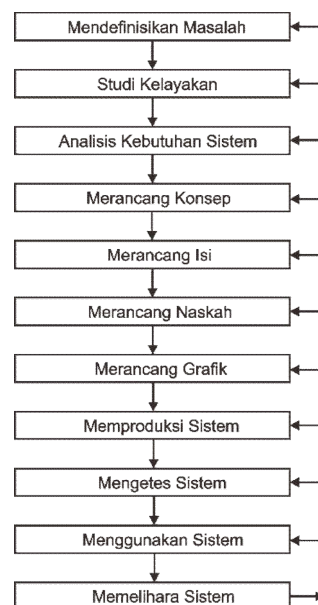 Mendefinisikan Masalah
Studi Kelayakan
Analisis Kebutuhan Sistem
Merancang Konsep
Merancang Isi
Merancang Naskah
Merancang Grafik
Memproduksi Sistem
Mengetes Sistem
Menggunakan Sistem
Memelihara Sistem